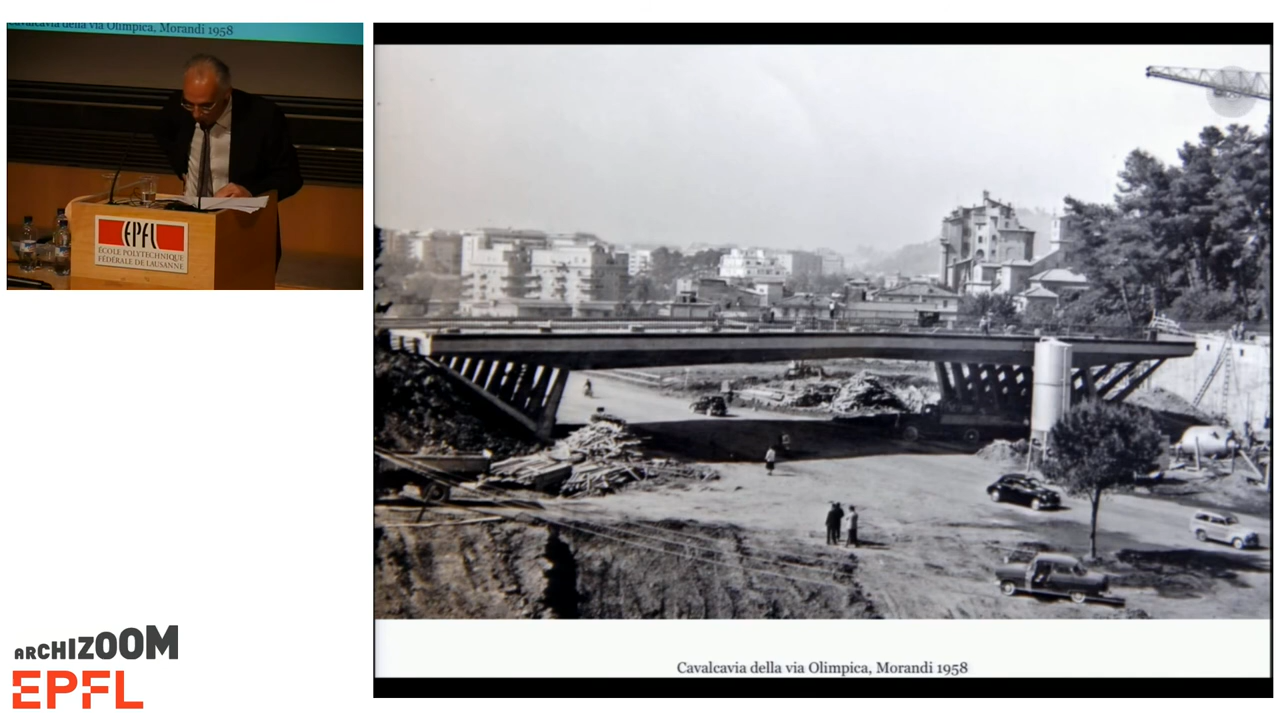 Cavalcavia della via Olimpica, Morandi 1958
EPFL
ÉCOLE POLYTECHNIQUE
FÉDÉRALE DE LAUSANNE
Cavalcavia della via Olimpica, Morandi 1958
ARCHIZOOM
EPFL